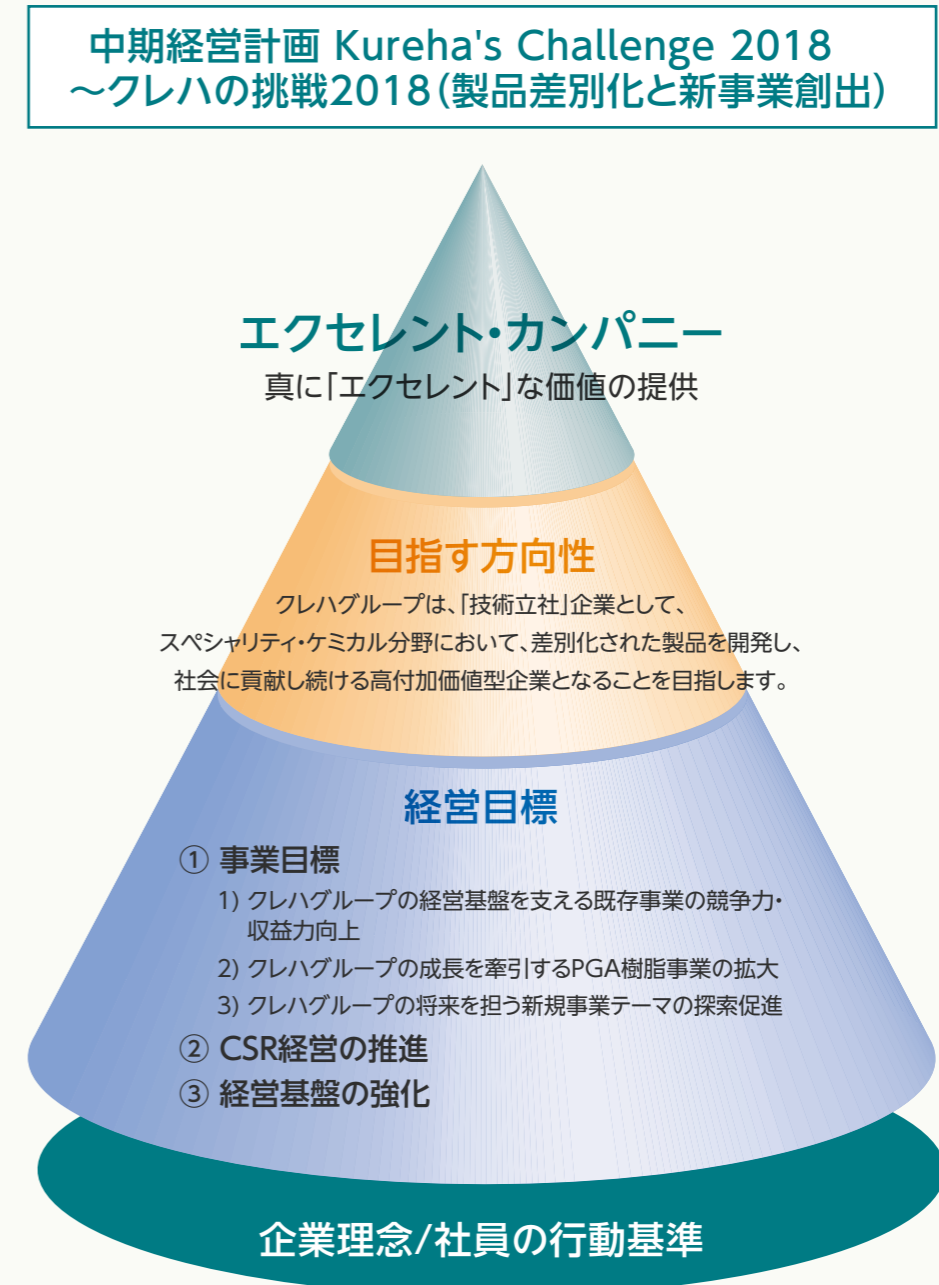 中期経営計画 Kureha's Challenge 2018
～クレハの挑戦2018（製品差別化と新事業創出）
エクセレント・カンパニー
真に「エクセレント」な価値の提供
目指す方向性
クレハグループは、「技術立社」企業として、
スペシャリティ・ケミカル分野において、差別化された製品を開発し、
社会に貢献し続ける高付加価値型企業となることを目指します。
経営目標
① 事業目標
1) クレハグループの経営基盤を支える既存事業の競争力・
収益力向上
2) クレハグループの成長を牽引するPGA樹脂事業の拡大
3) クレハグループの将来を担う新規事業テーマの探索促進
② CSR経営の推進
③ 経営基盤の強化
企業理念/社員の行動基準